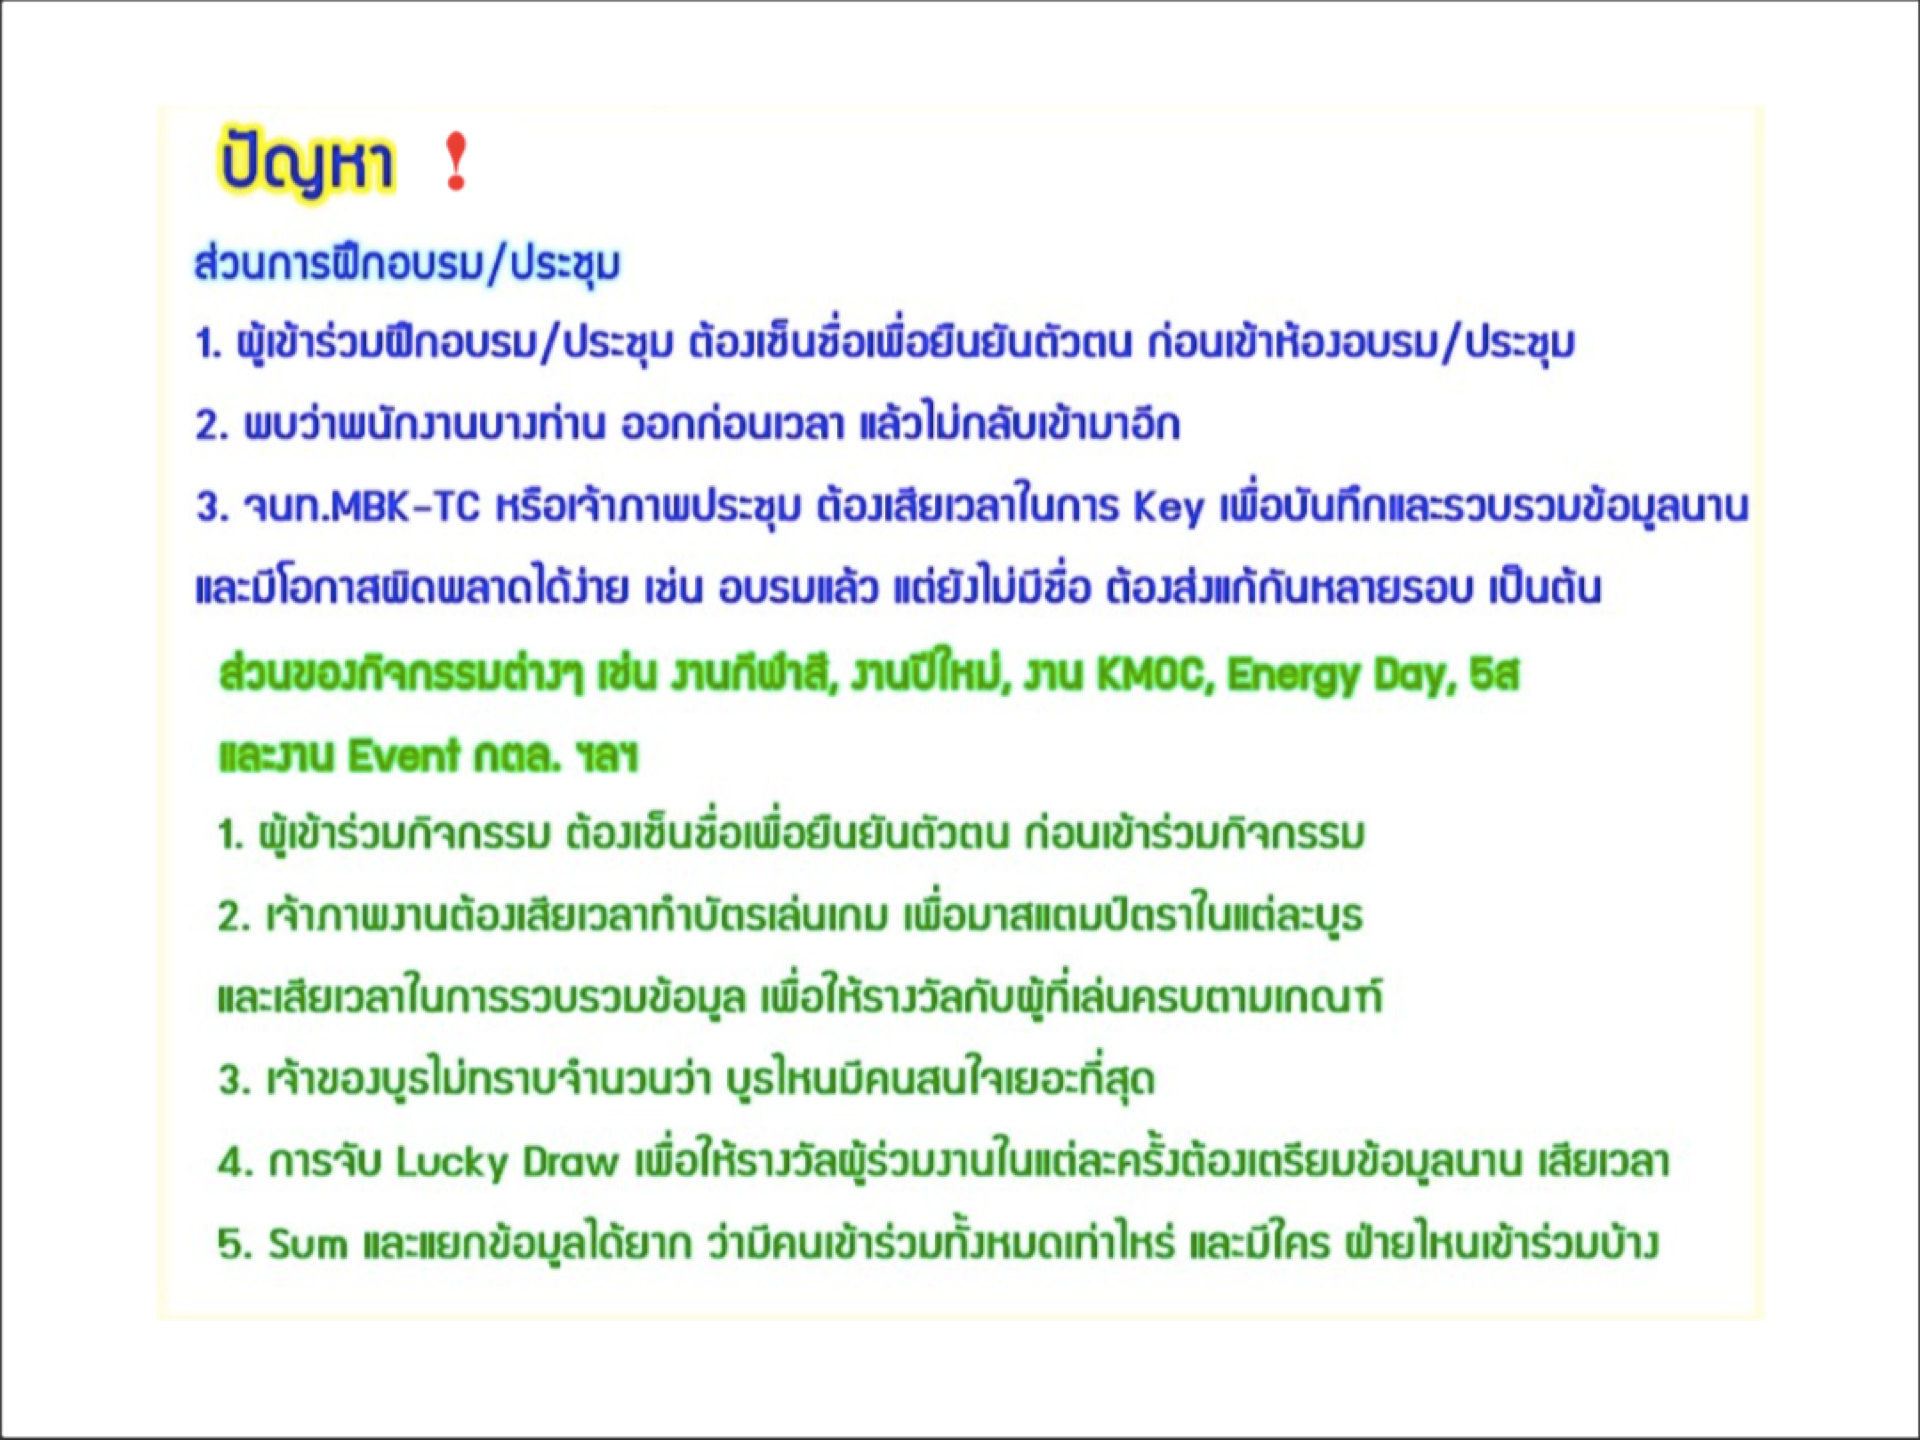 ปัญหา !
ส่วนการฝึกอบรม/ประชุม
1. ผู้เข้าร่วมฝึกอบรม/ประชุม ต้องเซ็นชื่อเพื่อยืนยันตัวตน ก่อนเข้าห้องอบรม/ประชุม
2. พบว่าพนักงานบางท่าน ออกก่อนเวลา แล้วไม่กลับเข้ามาอีก
3. จนท.MBK-TC หรือเจ้าภาพประชุม ต้องเสียเวลาในการ Key เพื่อบันทึกและรวบรวมข้อมูลนาน
และมีโอกาสผิดพลาดได้ง่าย เช่น อบรมแล้ว แต่ยังไม่มีชื่อ ต้องส่งแก้กันหลายรอบ เป็นต้น
ส่วนของกิจกรรมต่างๆ เช่น งานกีฬาสี, งานปีใหม่, งาน KMOC, Energy Day, 5ส
และงาน Event กตล. ฯลฯ
1. ผู้เข้าร่วมกิจกรรม ต้องเซ็นชื่อเพื่อยืนยันตัวตน ก่อนเข้าร่วมกิจกรรม
2. เจ้าภาพงานต้องเสียเวลาทำบัตรเล่นเกม เพื่อมาสแตมป์ตราในแต่ละบูธ
และเสียเวลาในการรวบรวมข้อมูล เพื่อให้รางวัลกับผู้ที่เล่นครบตามเกณฑ์
3. เจ้าของบูธไม่ทราบจำนวนว่า บูธไหนมีคนสนใจเยอะที่สุด
4. การจับ Lucky Draw เพื่อให้รางวัลผู้ร่วมงานในแต่ละครั้งต้องเตรียมข้อมูลนาน เสียเวลา
5. Sum และแยกข้อมูลได้ยาก ว่ามีคนเข้าร่วมทั้งหมดเท่าไหร่ และมีใคร ฝ่ายไหนเข้าร่วมบ้าง